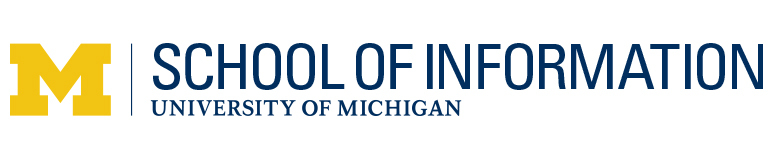 M
SCHOOL OF INFORMATION
UNIVERSITY OF MICHIGAN